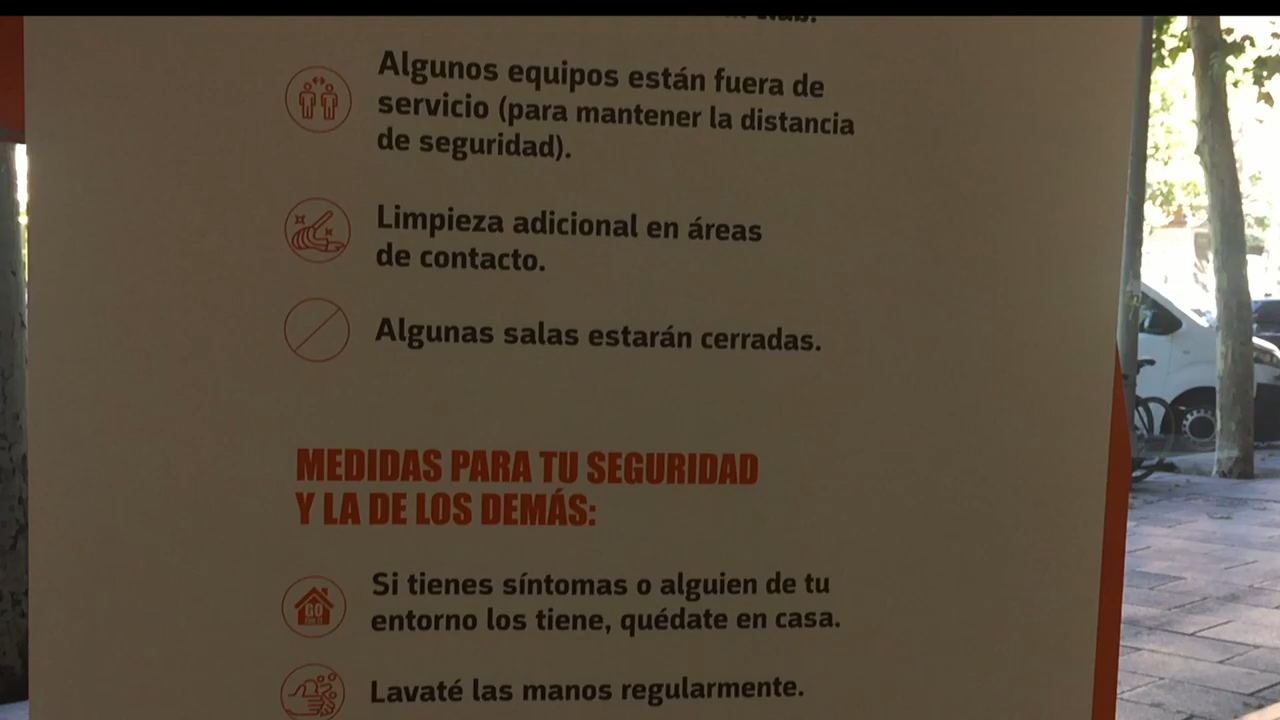 Algunos equipos están fuera de
servicio (para mantener la distancia
de seguridad).
Limpieza adicional en áreas
de contacto.
Algunas salas estarán cerradas.
MEDIDAS PARA TU SEGURIDAD
Y LA DE LOS DEMÁS:
GO
Si tienes síntomas o alguien de tu
entorno los tiene, quédate en casa.
Lavaté las manos regularmente.